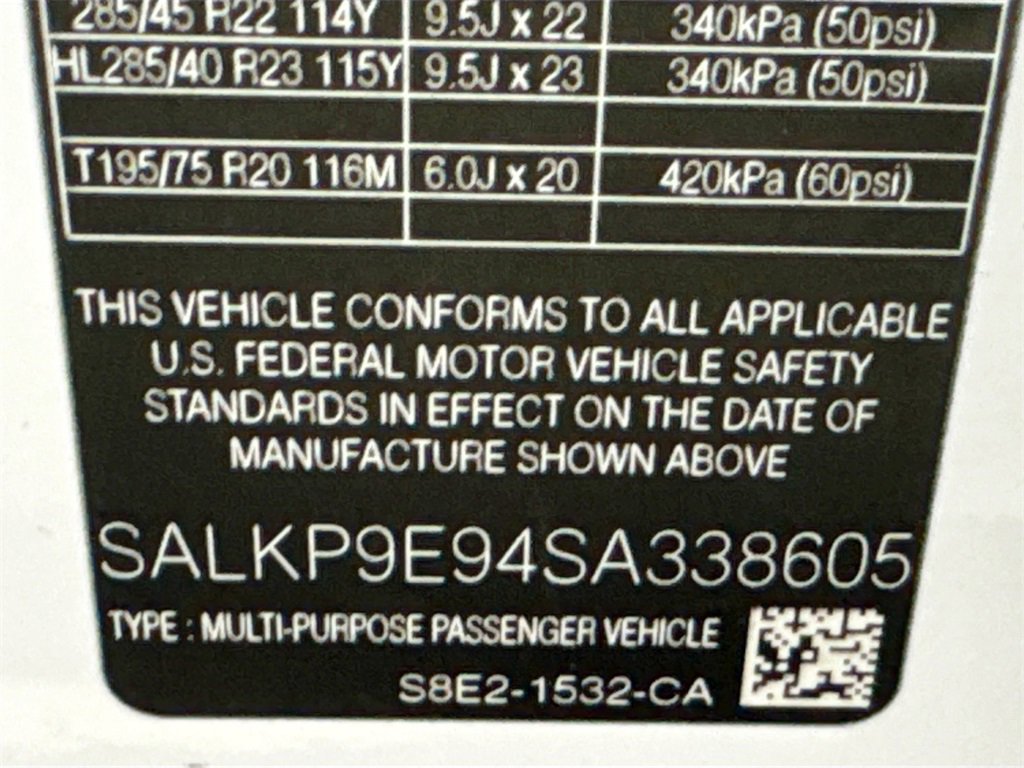 285/45 R22 114Y 9.5J x 22 340kPa (50psi)
HL285/40 R23 115Y 9.5J x 23 340kPa (50psi)
T195/75 R20 116M 6.0J x 20 420kPa (60psi)
THIS VEHICLE CONFORMS TO ALL APPLICABLE
U.S. FEDERAL MOTOR VEHICLE SAFETY
STANDARDS IN EFFECT ON THE DATE OF
MANUFACTURE SHOWN ABOVE
SALKP9E94SA338605
TYPE : MULTI-PURPOSE PASSENGER VEHICLE
S8E2-1532-CA